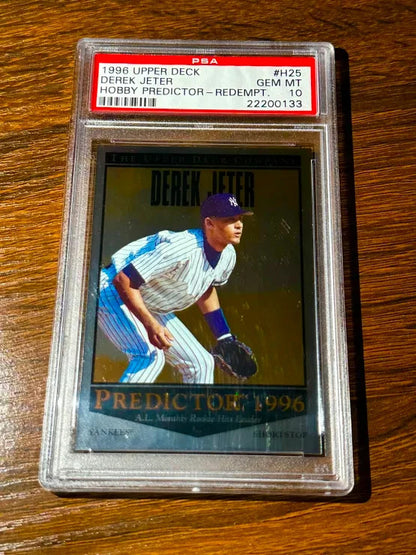 PSA
1996 UPPER DECK #H25
DEREK JETER GEM MT
HOBBY PREDICTOR-REDEMPT. 10
22200133
THE UPPER DECK COMPANY
DEREK JETER
NY
PREDICTOR 1996
A.L. Monthly Rookie Hits Leader
YANKEES SHORTSTOP